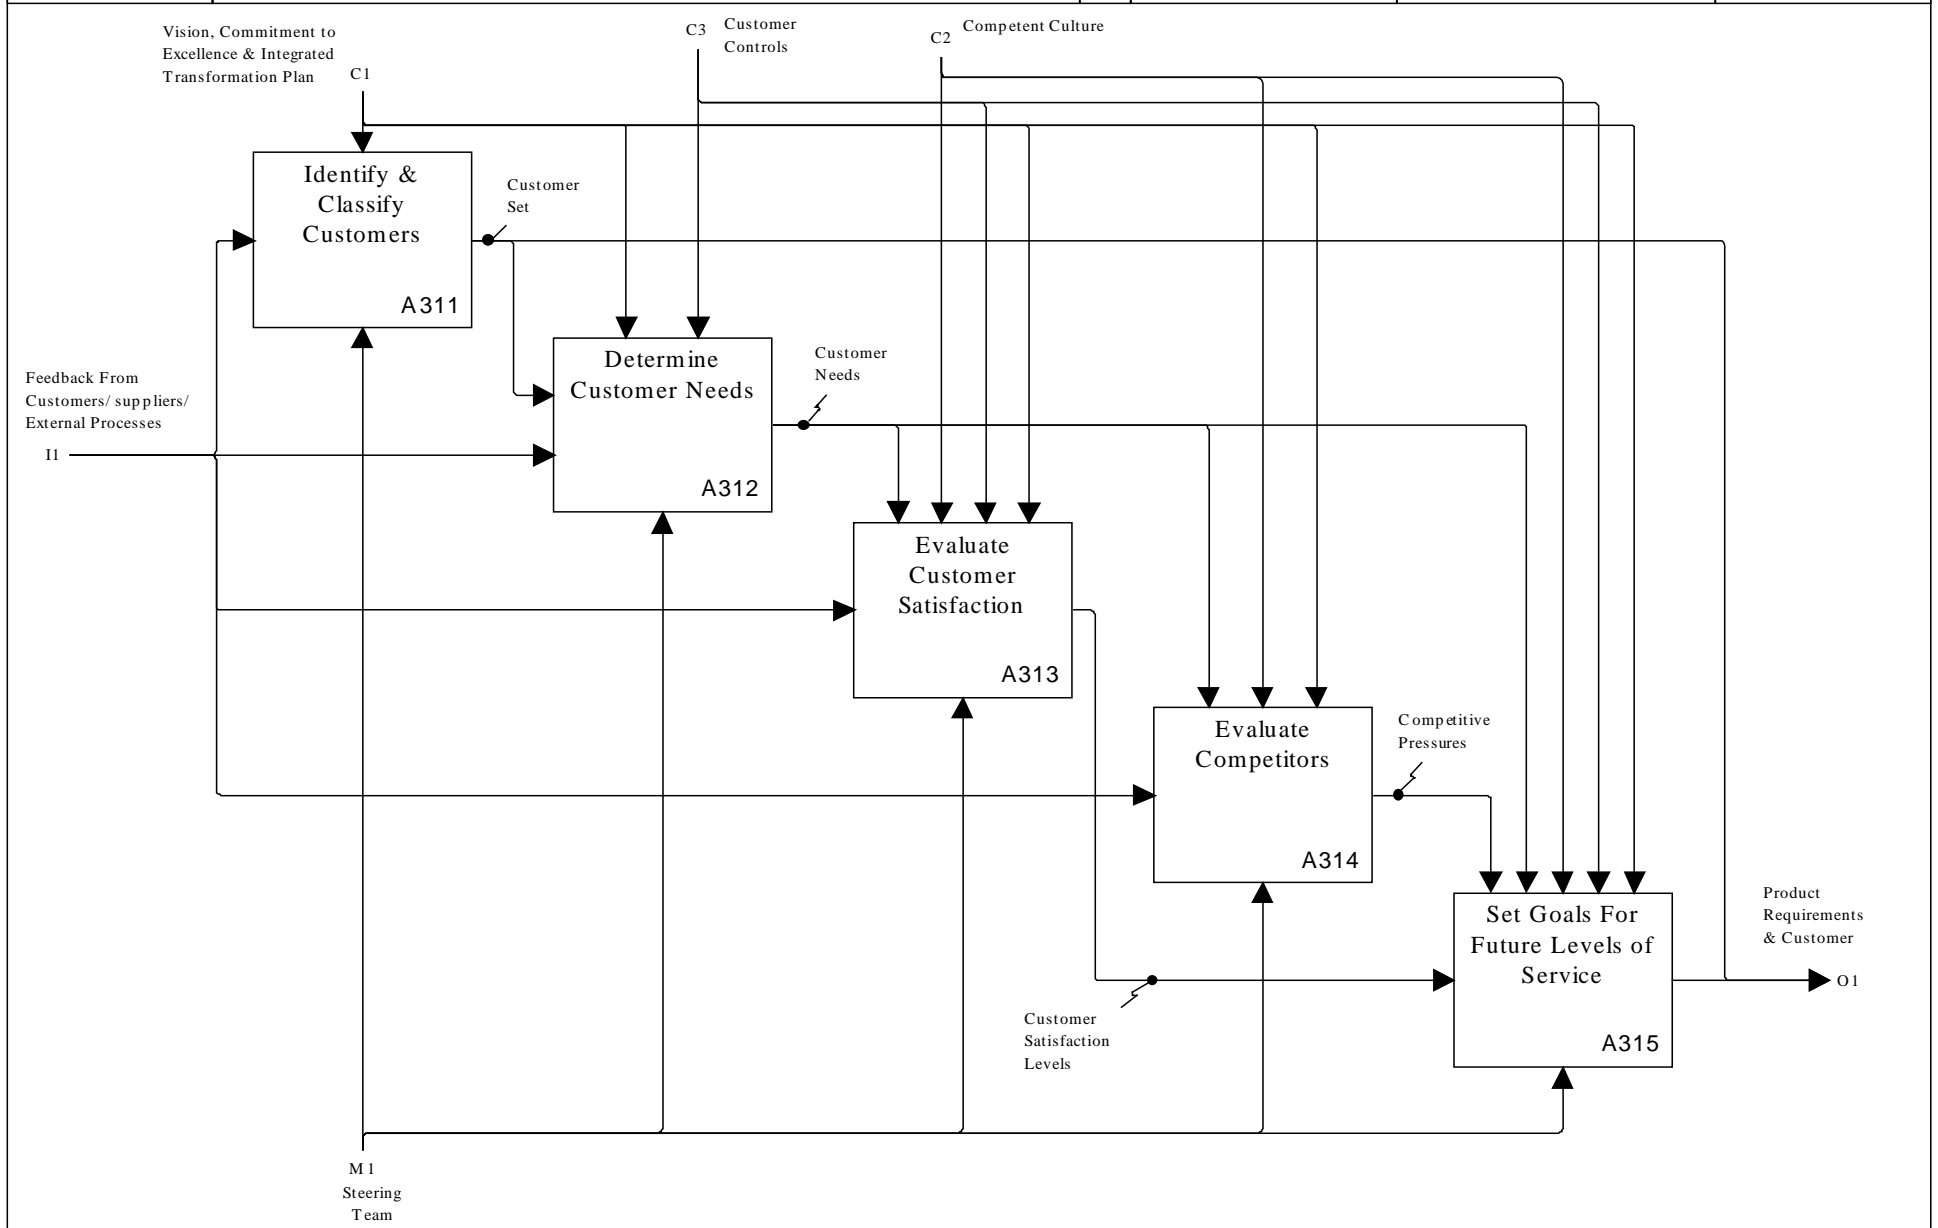 Vision, Commitment to
Excellence & Integrated
Transformation Plan
C1
C3
Customer
Controls
C2
Competent Culture
Identify &
Classify
Customers
A311
Customer
Set
Determine
Customer Needs
A312
Customer
Needs
Feedback From
Customers/ suppliers/
External Processes
I1
Evaluate
Customer
Satisfaction
A313
Evaluate
Competitors
A314
Competitive
Pressures
Set Goals For
Future Levels of
Service
A315
Product
Requirements
& Customer
O1
Customer
Satisfaction
Levels
M1
Steering
Team